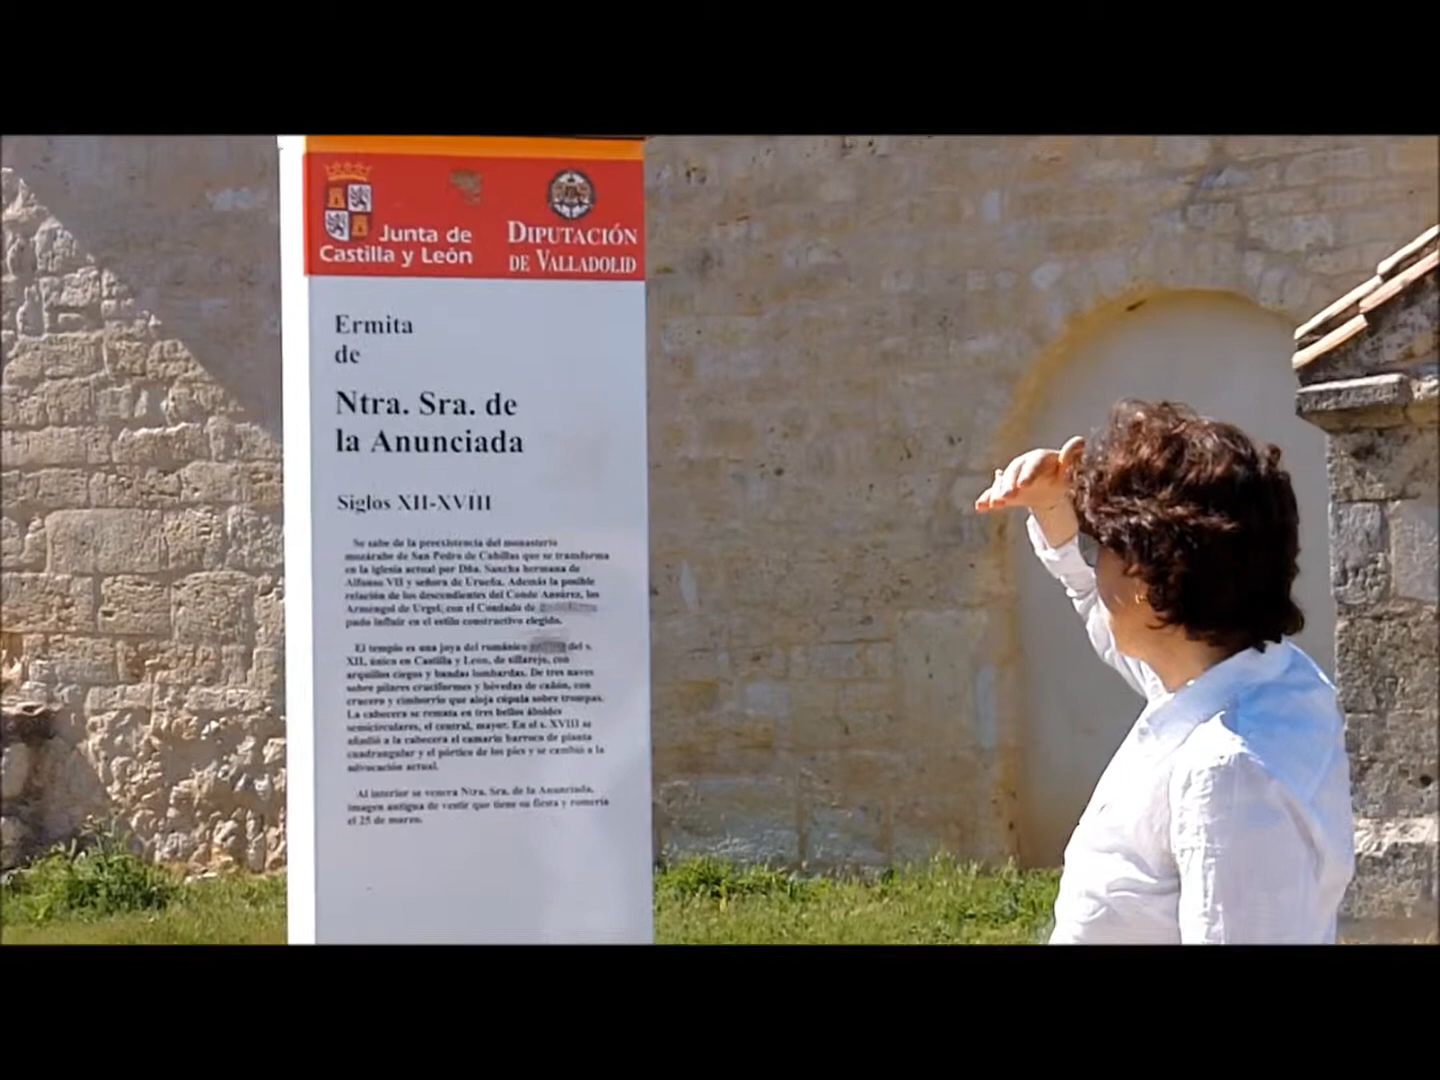 Junta de
Castilla y León
DIPUTACIÓN
DE VALLADOLID
Ermita
de
Ntra. Sra. de
la Anunciada
Siglos XII-XVIII
Se sabe de la preexistencia del monasterio
mozárabe de San Pedro de Cubillas que se transforma
en la iglesia actual por Dña. Sancha hermana de
Alfonso VII y señora de Urueña. Además la posible
relación de los descendientes del Conde Ansúrez, los
Armengol de Urgel, con el Condado de
pudo influir en el estilo constructivo elegido.
El templo es una joya del románico del s.
XII, único en Castilla y León, de sillarejo, con
arquillos ciegos y bandas lombardas. De tres naves
sobre pilares cruciformes y bóvedas de cañón, con
crucero y cimborrio que aloja cúpula sobre trompas.
La cabecera se remata en tres bellos ábsides
semicirculares, el central, mayor. En el s. XVIII se
añadió a la cabecera el camarín barroco de planta
cuadrangular y el pórtico de los pies y se cambió a la
advocación actual.
Al interior se venera Ntra. Sra. de la Anunciada,
imagen antigua de vestir que tiene su fiesta y romería
el 25 de marzo.